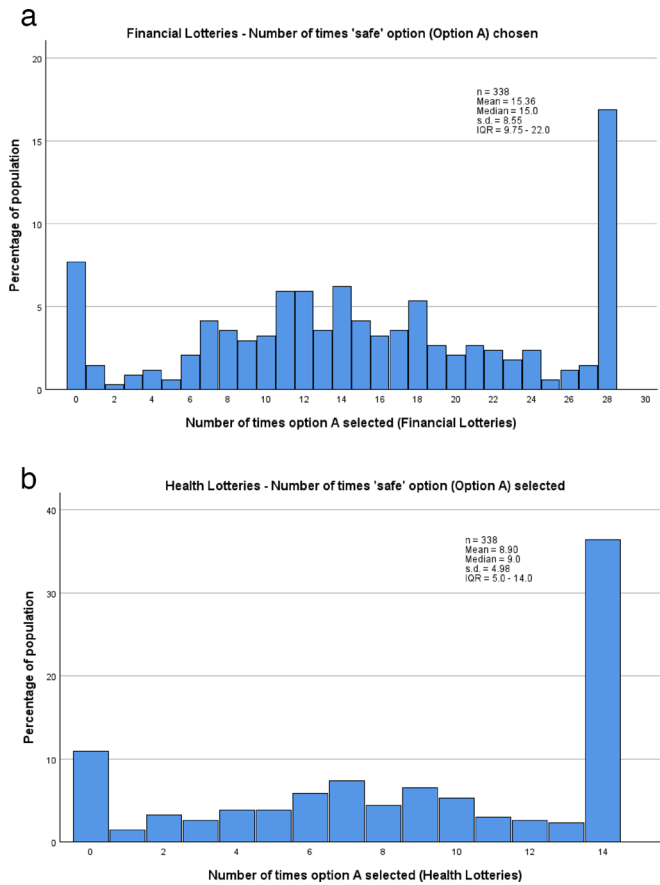 a
Financial Lotteries - Number of times 'safe' option (Option A) chosen
20
15
10
5
0
Percentage of population
n = 338
Mean = 15.36
Median = 15.0
s.d. = 8.55
IQR = 9.75 - 22.0
0 2 4 6 8 10 12 14 16 18 20 22 24 26 28 30
Number of times option A selected (Financial Lotteries)
b
Health Lotteries - Number of times 'safe' option (Option A) selected
40
30
20
10
0
Percentage of population
n = 338
Mean = 8.90
Median = 9.0
s.d. = 4.98
IQR = 5.0 - 14.0
0 2 4 6 8 10 12 14
Number of times option A selected (Health Lotteries)